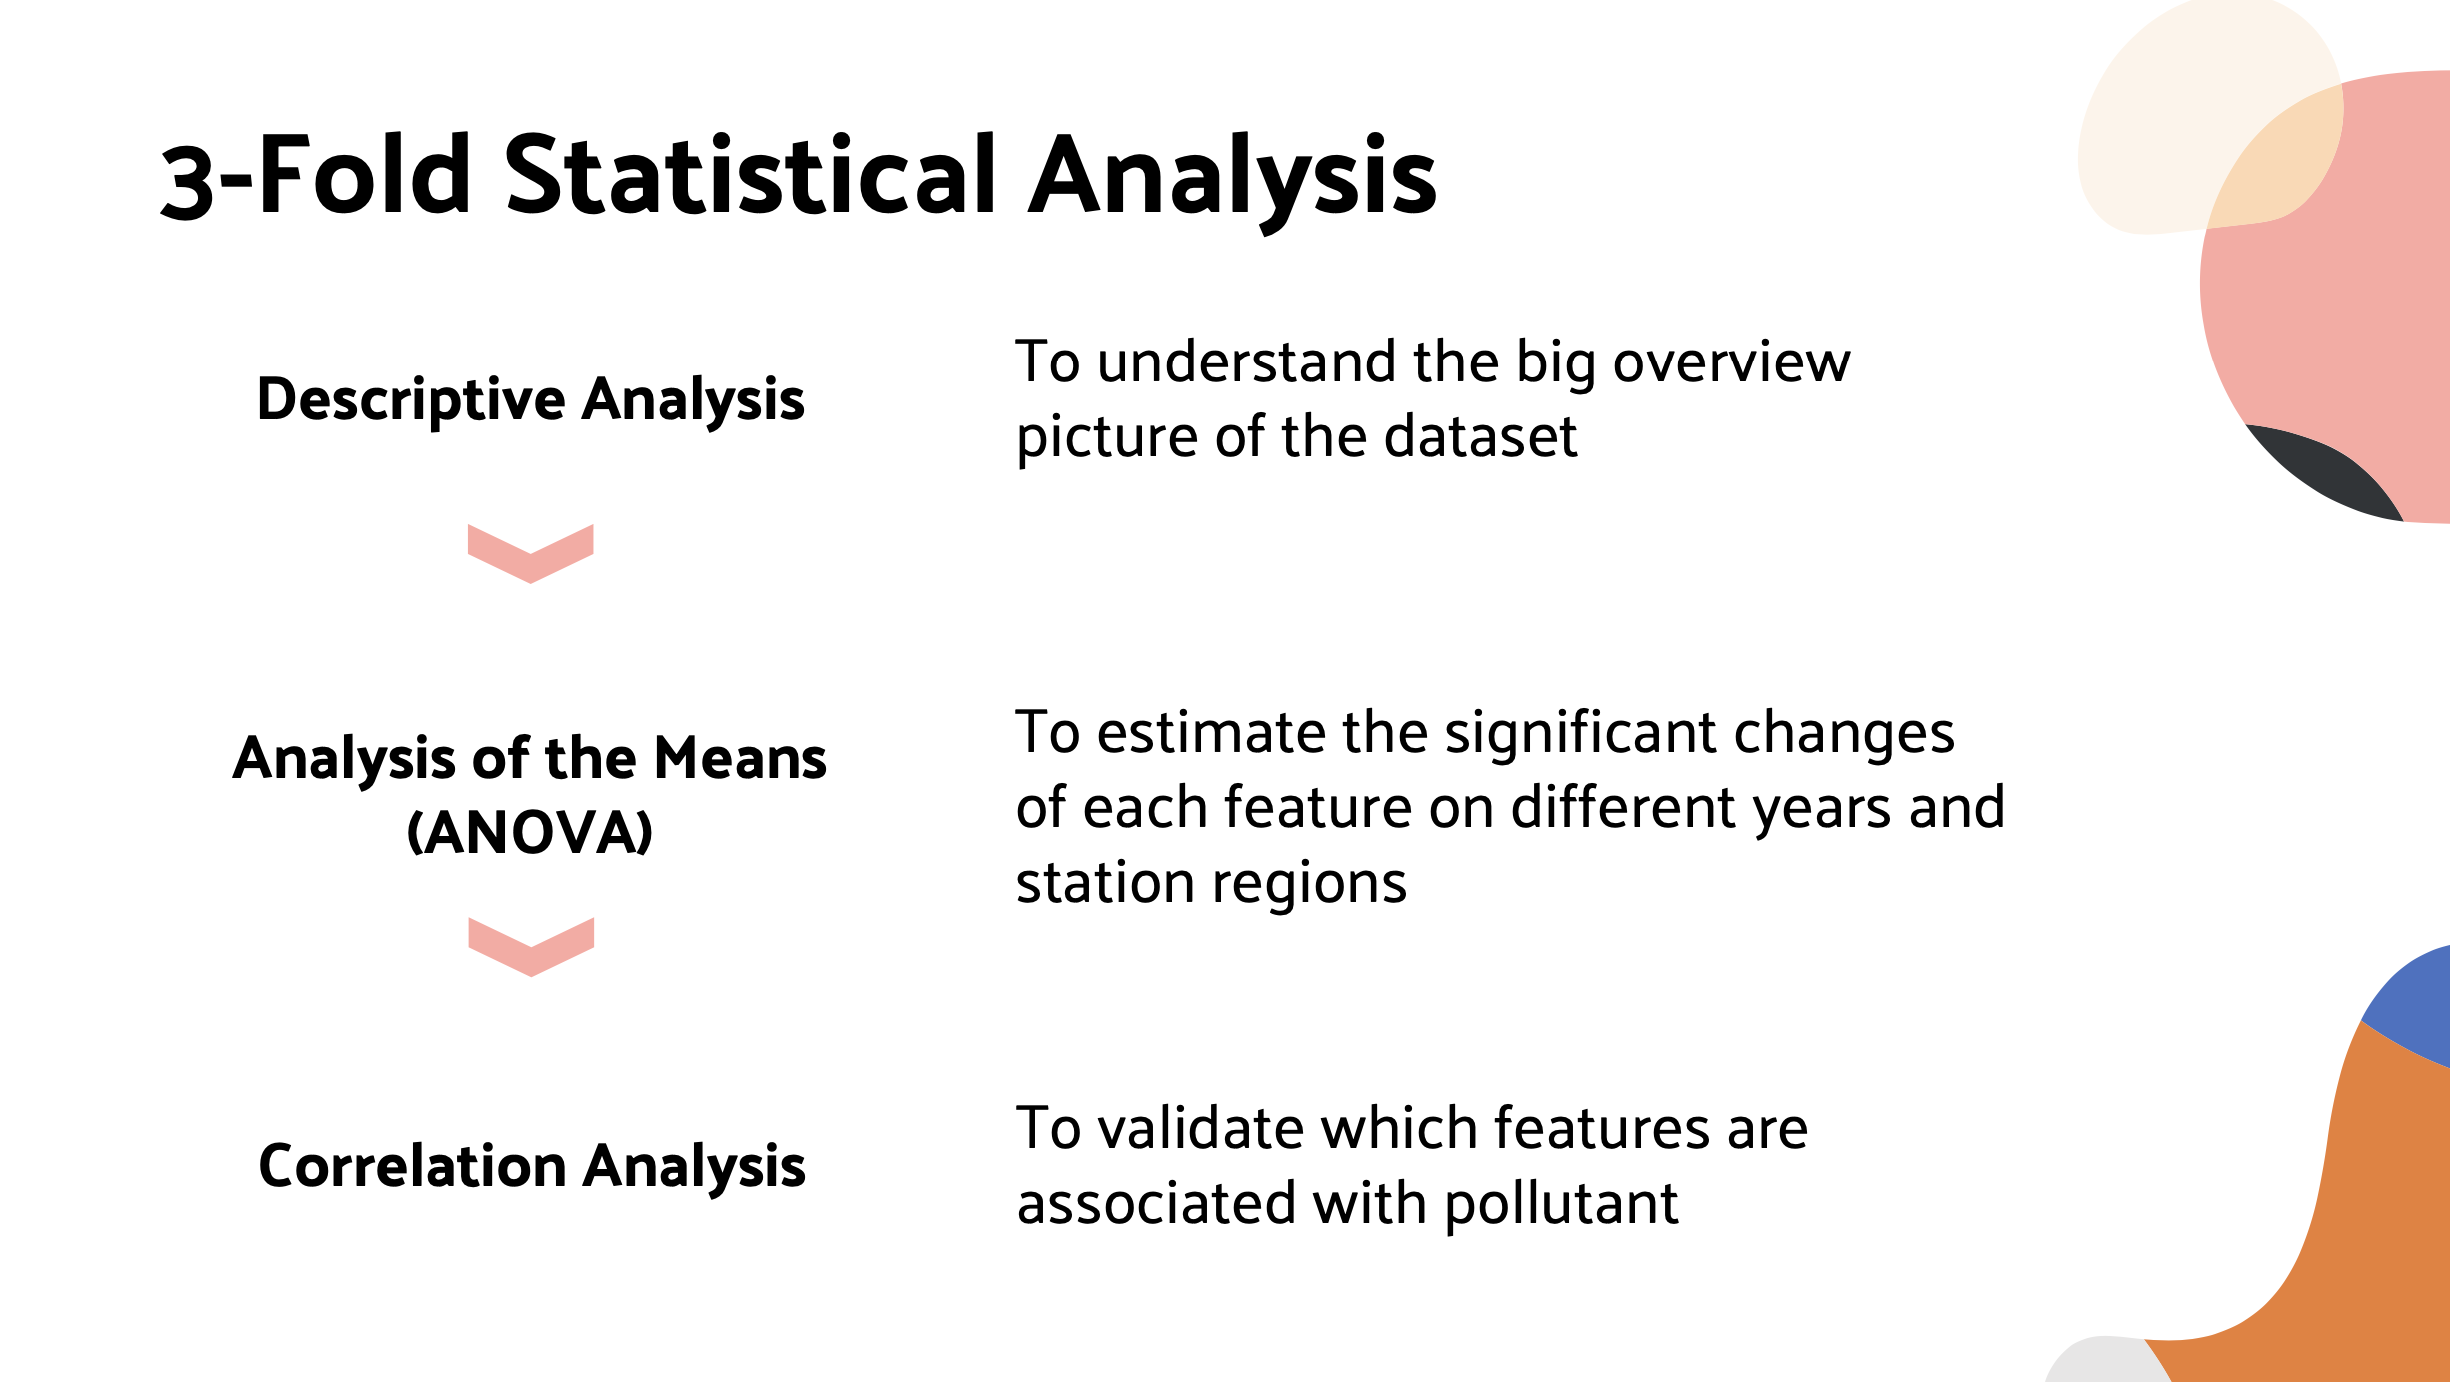 3-Fold Statistical Analysis
Descriptive Analysis
To understand the big overview
picture of the dataset
Analysis of the Means
(ANOVA)
To estimate the significant changes
of each feature on different years and
station regions
Correlation Analysis
To validate which features are
associated with pollutant